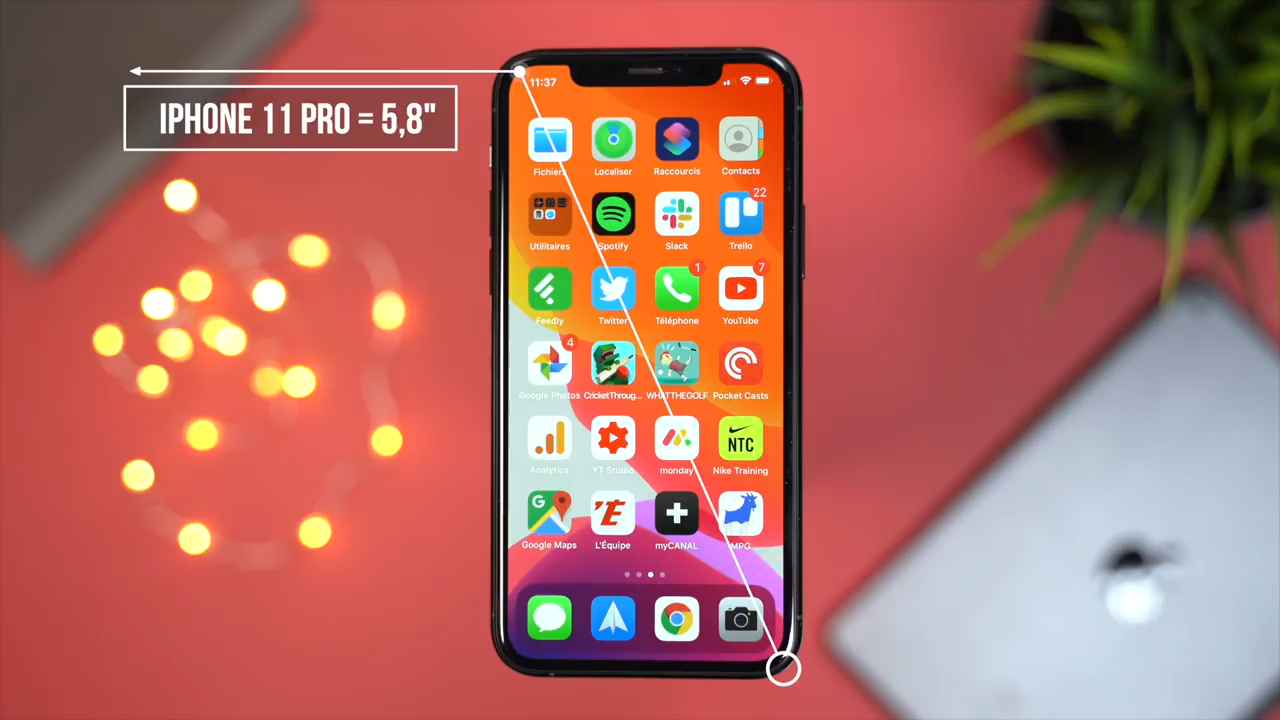 11:37
IPHONE 11 PRO = 5,8"
Fichiers
Localiser
Raccourcis
Contacts
22
Utilitaires
Spotify
Slack
Trello
1
7
Feedly
Twitter
Téléphone
YouTube
4
Google Photos
CricketThroug...
WHATTHEGOLF
Pocket Casts
NTC
Analytics
YT Studio
monday
Nike Training
G
'E
Google Maps
L'Équipe
myCANAL
MPG